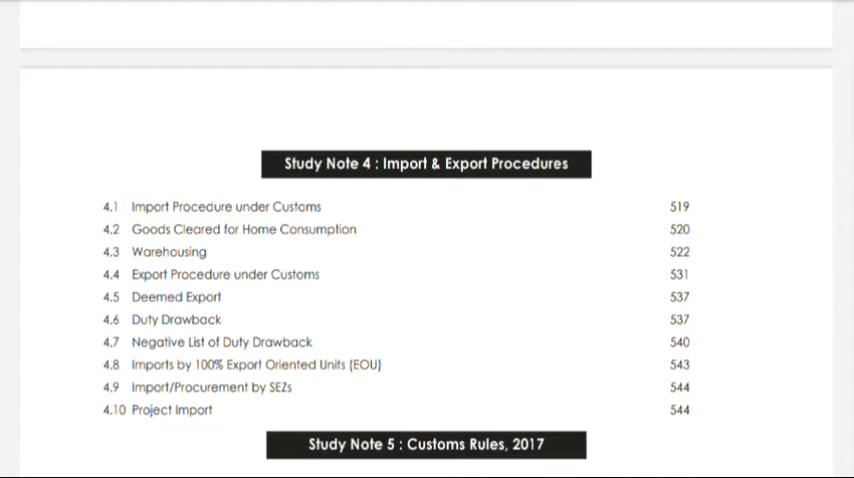 Study Note 4 : Import & Export Procedures
4.1 Import Procedure under Customs 519
4.2 Goods Cleared for Home Consumption 520
4.3 Warehousing 522
4.4 Export Procedure under Customs 531
4.5 Deemed Export 537
4.6 Duty Drawback 537
4.7 Negative List of Duty Drawback 540
4.8 Imports by 100% Export Oriented Units (EOU) 543
4.9 Import/Procurement by SEZs 544
4.10 Project Import 544
Study Note 5 : Customs Rules, 2017